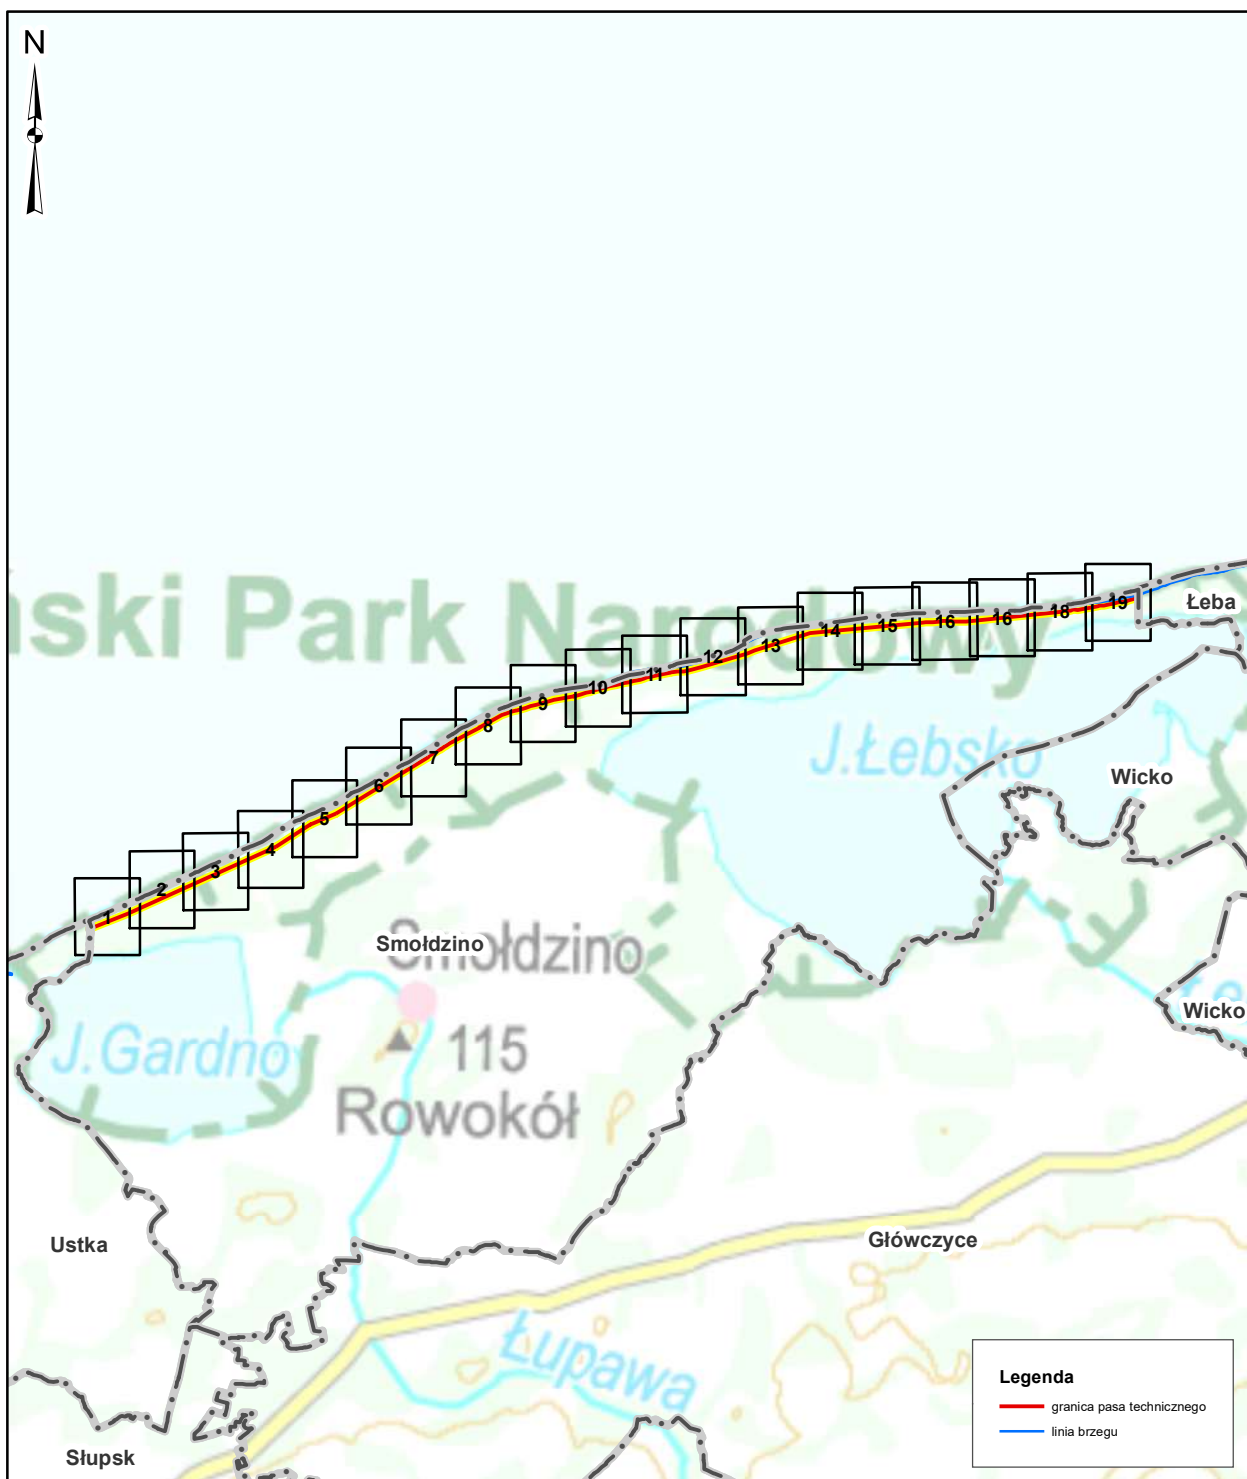 N
ński Park Narodowy
Łeba
19
18
16
16
15
14
13
12
11
10
9
8
7
6
5
4
3
2
1
J.Łebsko
Wicko
Smołdzino
Smołdzino
Wicko
J.Gardno
115
Rowokół
Ustka
Główczyce
Łupawa
Słupsk
Legenda
granica pasa technicznego
linia brzegu